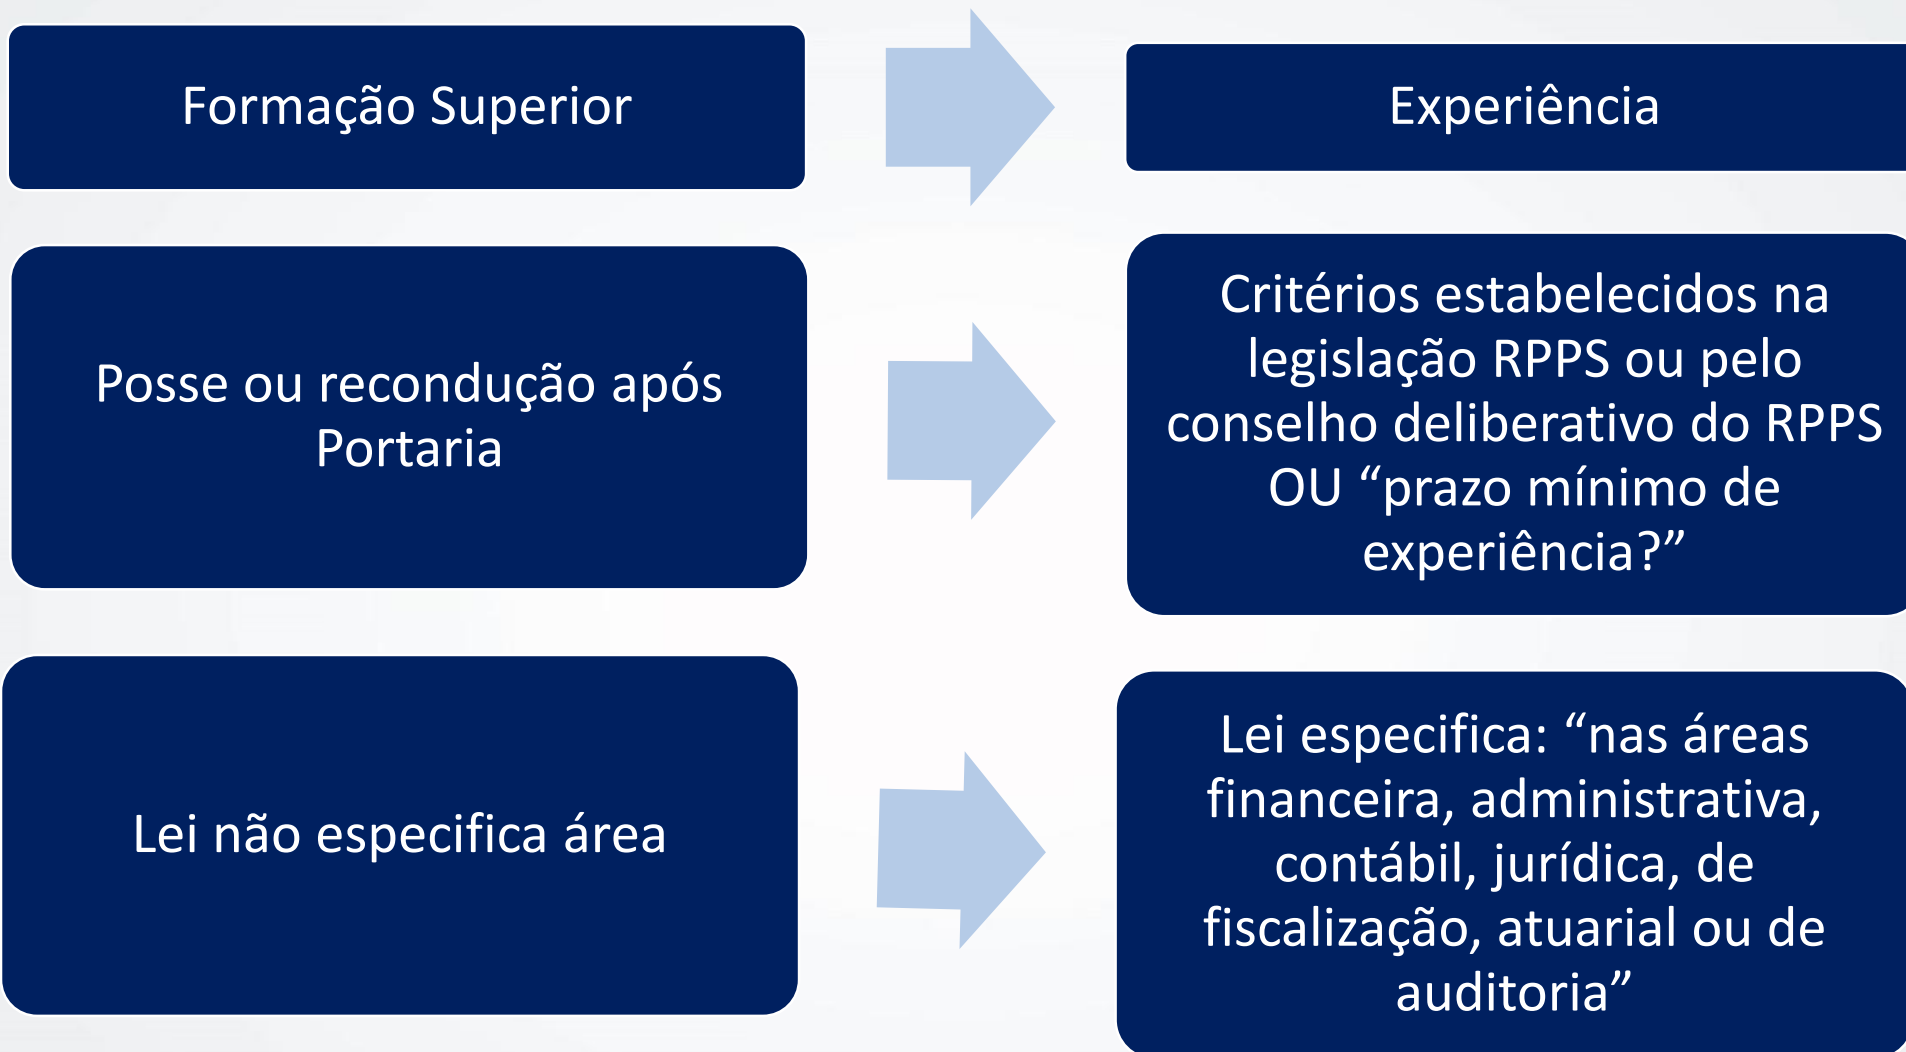 Formação Superior
Experiência
Posse ou recondução após
Portaria
Critérios estabelecidos na
legislação RPPS ou pelo
conselho deliberativo do RPPS
OU “prazo mínimo de
experiência?”
Lei não especifica área
Lei especifica: “nas áreas
financeira, administrativa,
contábil, jurídica, de
fiscalização, atuarial ou de
auditoria”